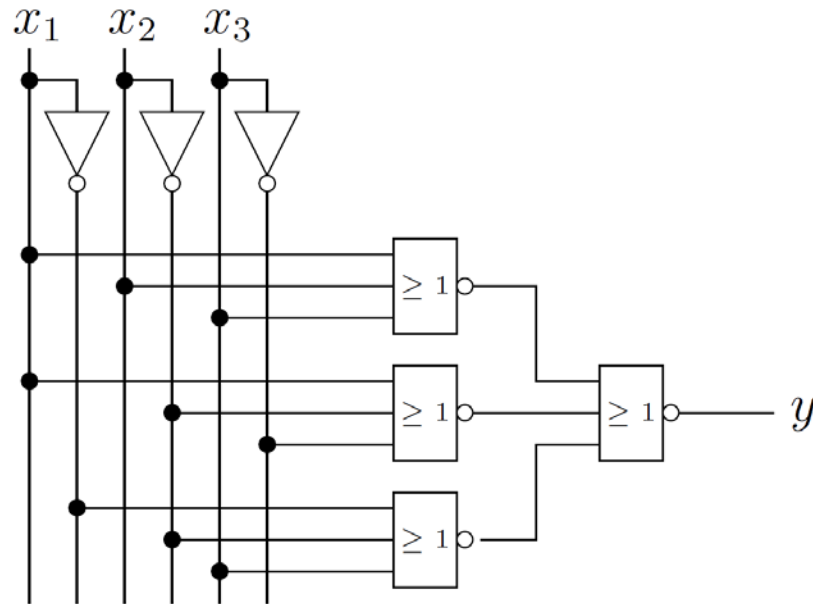 x₁ x₂ x₃
≥ 1
≥ 1
≥ 1
y
≥ 1